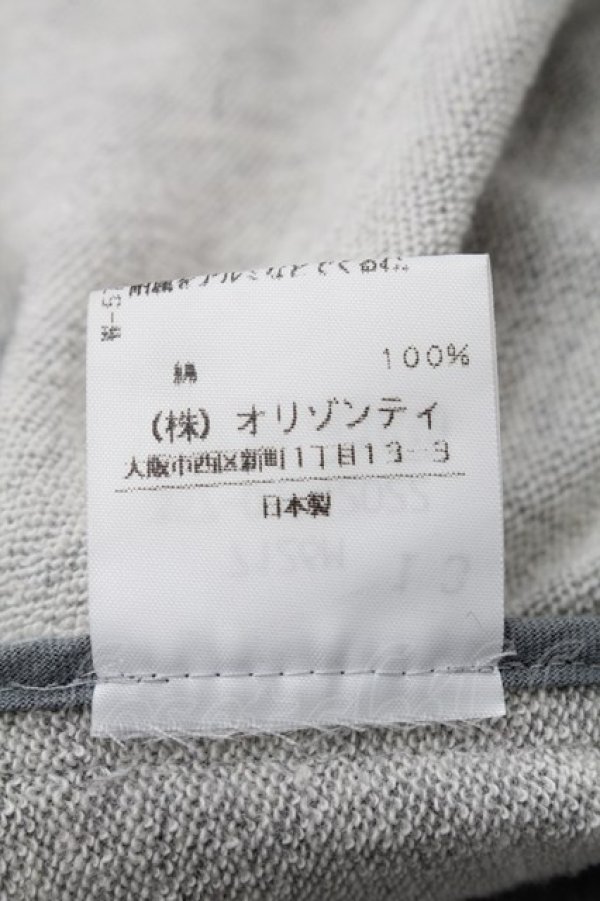 綿 100%
(株) オリゾンティ
大阪市西区新町1丁目13-3
日本製